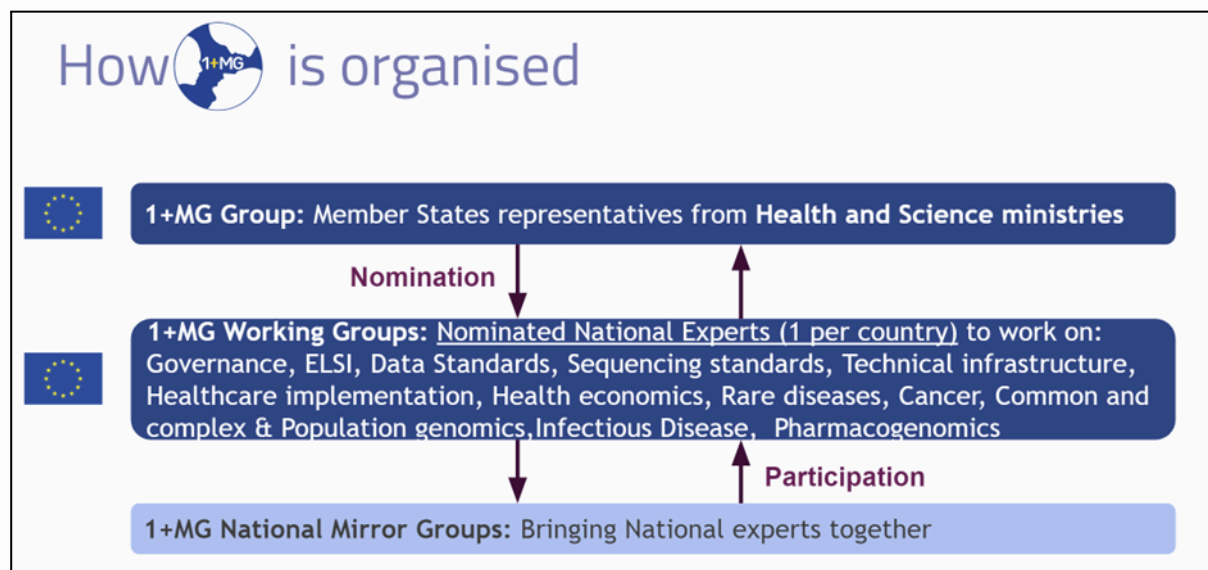 How 1+MG is organised
1+MG Group: Member States representatives from Health and Science ministries
Nomination
1+MG Working Groups: Nominated National Experts (1 per country) to work on:
Governance, ELSI, Data Standards, Sequencing standards, Technical infrastructure,
Healthcare implementation, Health economics, Rare diseases, Cancer, Common and
complex & Population genomics,Infectious Disease, Pharmacogenomics
Participation
1+MG National Mirror Groups: Bringing National experts together